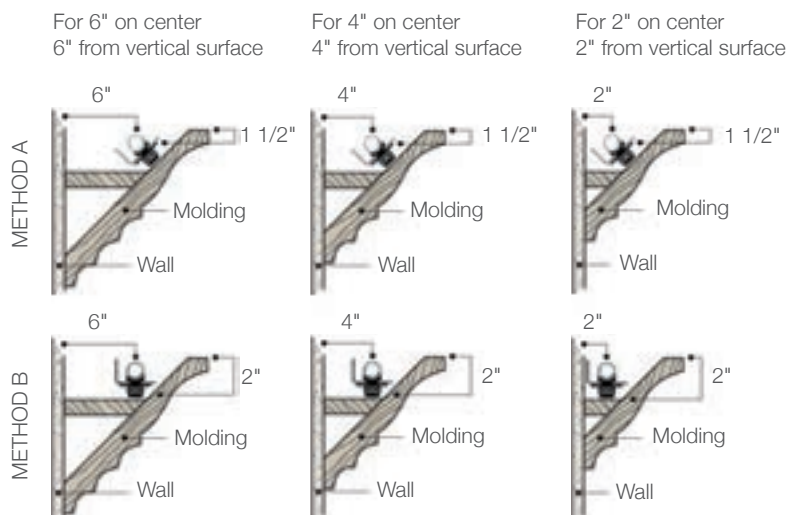 For 6" on center
6" from vertical surface
For 4" on center
4" from vertical surface
For 2" on center
2" from vertical surface
METHOD A
6"
1 1/2"
Molding
Wall
4"
1 1/2"
Molding
Wall
2"
1 1/2"
Molding
Wall
METHOD B
6"
2"
Molding
Wall
4"
2"
Molding
Wall
2"
2"
Molding
Wall